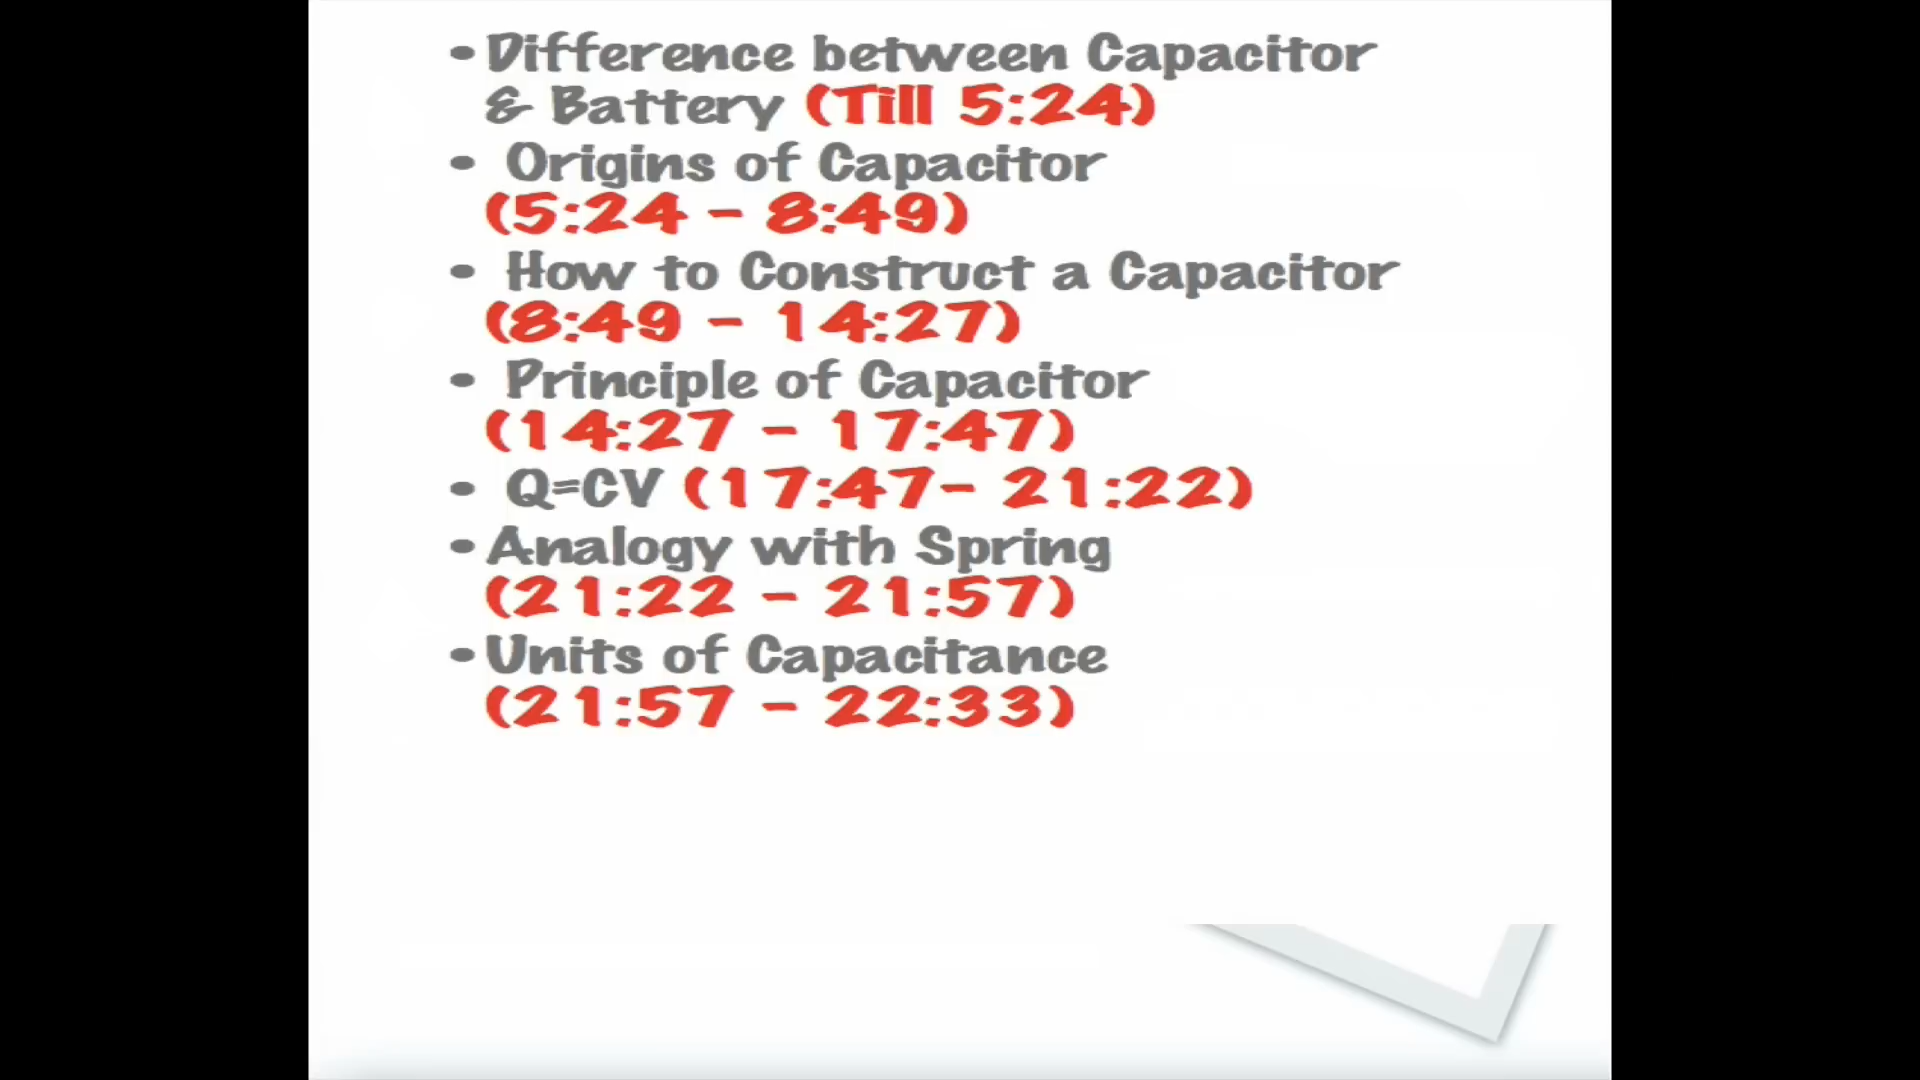 •Difference between Capacitor
& Battery (Till 5:24)
• Origins of Capacitor
(5:24 – 8:49)
• How to Construct a Capacitor
(8:49 – 14:27)
• Principle of Capacitor
(14:27 – 17:47)
• Q=CV (17:47– 21:22)
•Analogy with Spring
(21:22 – 21:57)
•Units of Capacitance
(21:57 – 22:33)